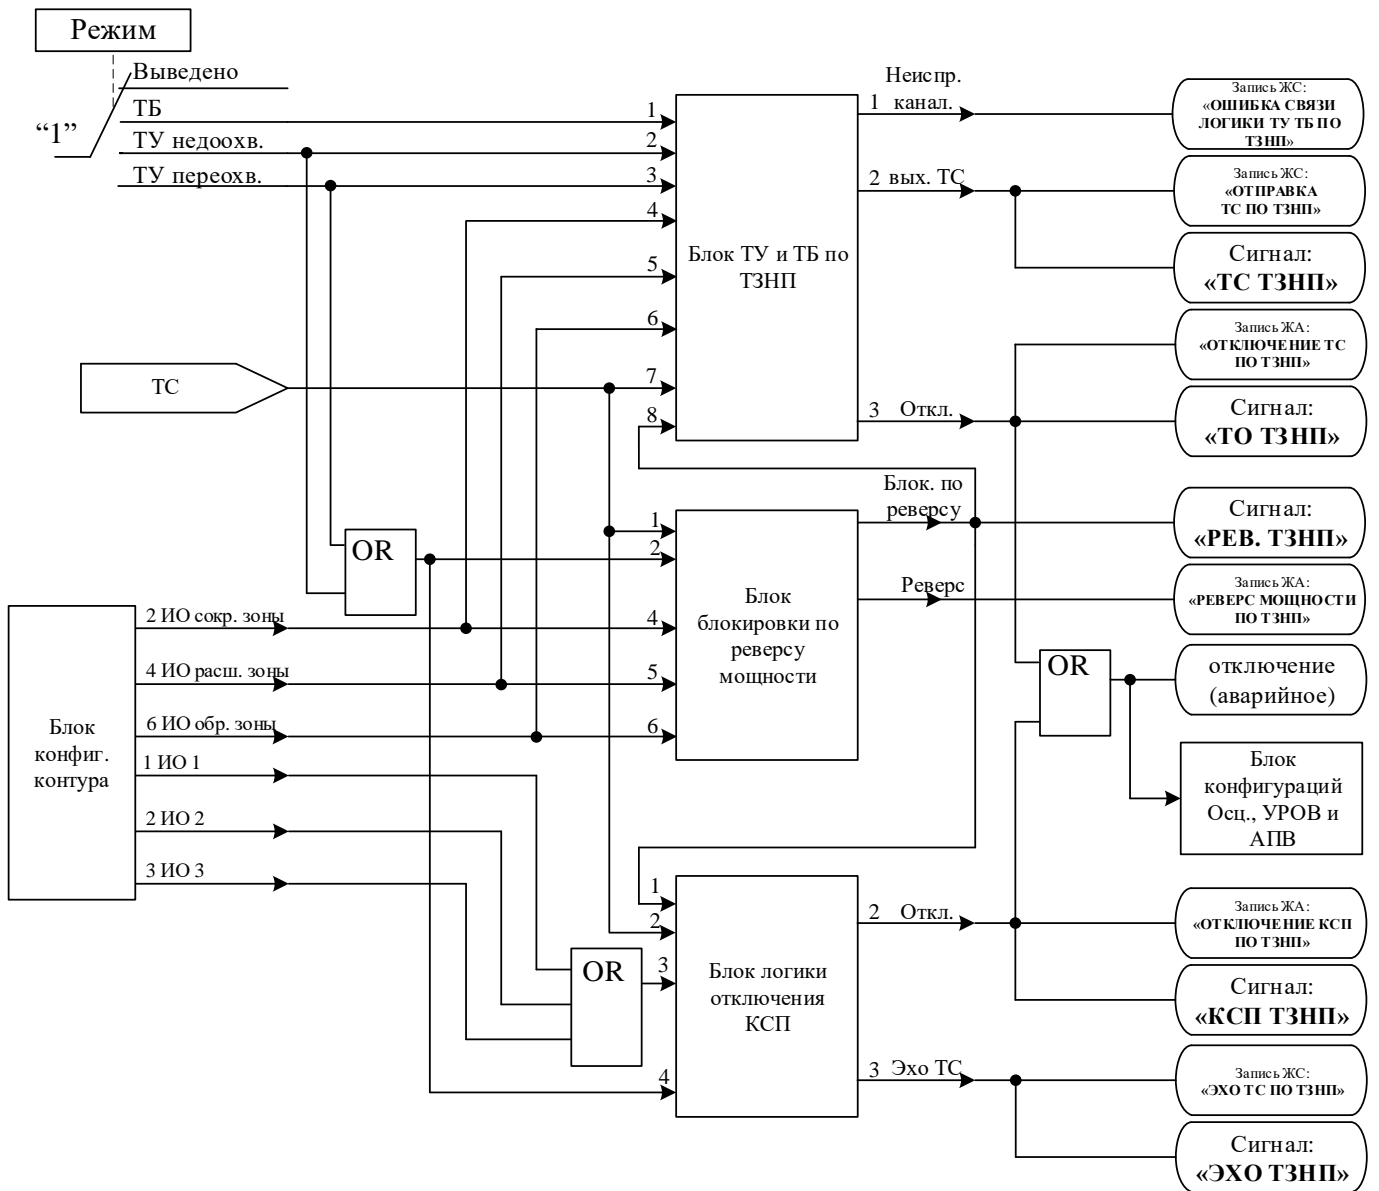 Режим
Выведено
ТБ
“1”
ТУ недоохв.
ТУ переохв.
1
2
3
4
5
6
7
8
Блок ТУ и ТБ по
ТЗНП
Неиспр.
1 канал.
2 вых. ТС
3 Откл.
Запись ЖС:
«ОШИБКА СВЯЗИ
ЛОГИКИ ТУ ТБ ПО
ТЗНП»
Запись ЖС:
«ОТПРАВКА
ТС ПО ТЗНП»
Сигнал:
«ТС ТЗНП»
Запись ЖА:
«ОТКЛЮЧЕНИЕ ТС
ПО ТЗНП»
Сигнал:
«ТО ТЗНП»
ТС
OR
1
2
4
5
6
Блок
блокировки по
реверсу
мощности
Блок. по
реверсу
Реверс
Сигнал:
«РЕВ. ТЗНП»
Запись ЖА:
«РЕВЕРС МОЩНОСТИ
ПО ТЗНП»
OR
отключение
(аварийное)
Блок
конфигураций
Осц., УРОВ и
АПВ
Блок
конфиг.
контура
2 ИО сокр. зоны
4 ИО расш. зоны
6 ИО обр. зоны
1 ИО 1
2 ИО 2
3 ИО 3
OR
1
2
3
4
Блок логики
отключения
КСП
2 Откл.
3 Эхо ТС
Запись ЖА:
«ОТКЛЮЧЕНИЕ КСП
ПО ТЗНП»
Сигнал:
«КСП ТЗНП»
Запись ЖС:
«ЭХО ТС ПО ТЗНП»
Сигнал:
«ЭХО ТЗНП»